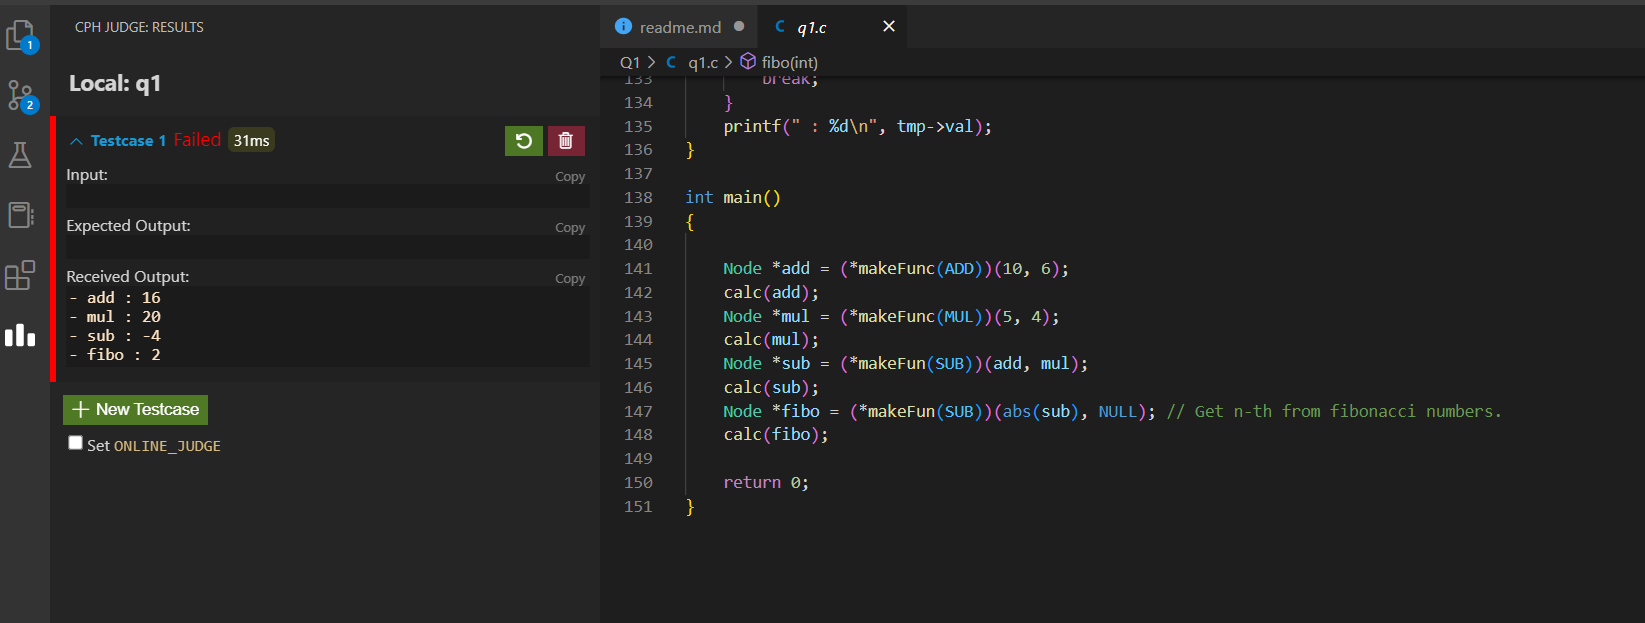 CPH JUDGE: RESULTS
Local: q1
Testcase 1 Failed 31ms
Input:
Copy
Expected Output:
Copy
Received Output:
Copy
- add : 16
- mul : 20
- sub : -4
- fibo : 2
New Testcase
Set ONLINE_JUDGE
1
2
readme.md
C q1.c
Q1 > C q1.c > fibo(int)
133 break;
134 }
135 printf(" : %d\n", tmp->val);
136 }
137
138 int main()
139 {
140
141 Node *add = (*makeFunc(ADD))(10, 6);
142 calc(add);
143 Node *mul = (*makeFunc(MUL))(5, 4);
144 calc(mul);
145 Node *sub = (*makeFun(SUB))(add, mul);
146 calc(sub);
147 Node *fibo = (*makeFun(SUB))(abs(sub), NULL); // Get n-th from fibonacci numbers.
148 calc(fibo);
149
150 return 0;
151 }